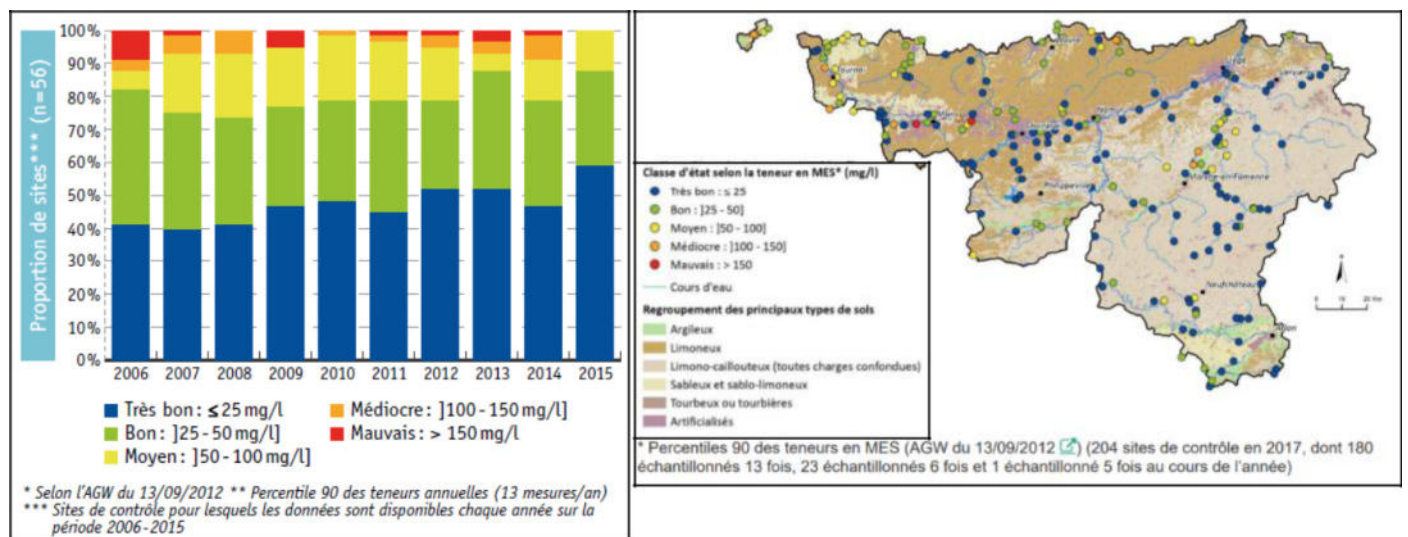 Proportion de sites*** (n=56)
100%
90%
80%
70%
60%
50%
40%
30%
20%
10%
0%
2006 2007 2008 2009 2010 2011 2012 2013 2014 2015
Très bon : ≤ 25 mg/l
Bon : ]25 - 50 mg/l]
Moyen : ]50 - 100 mg/l]
Médiocre : ]100 - 150 mg/l]
Mauvais : > 150 mg/l
* Selon l'AGW du 13/09/2012 ** Percentile 90 des teneurs annuelles (13 mesures/an)
*** Sites de contrôle pour lesquels les données sont disponibles chaque année sur la
période 2006-2015
Tournai
Mons
Philippeville
Marche-en-Famenne
Neufchâteau
Arlon
0 10 20 Km
Classe d'état selon la teneur en MES* (mg/l)
Très bon : ≤ 25
Bon : ]25 - 50]
Moyen : ]50 - 100]
Médiocre : ]100 - 150]
Mauvais : > 150
Cours d'eau
Regroupement des principaux types de sols
Argileux
Limoneux
Limono-caillouteux (toutes charges confondues)
Sableux et sablo-limoneux
Tourbeux ou tourbières
Artificialisés
* Percentiles 90 des teneurs en MES (AGW du 13/09/2012 ) (204 sites de contrôle en 2017, dont 180
échantillonnés 13 fois, 23 échantillonnés 6 fois et 1 échantillonné 5 fois au cours de l'année)